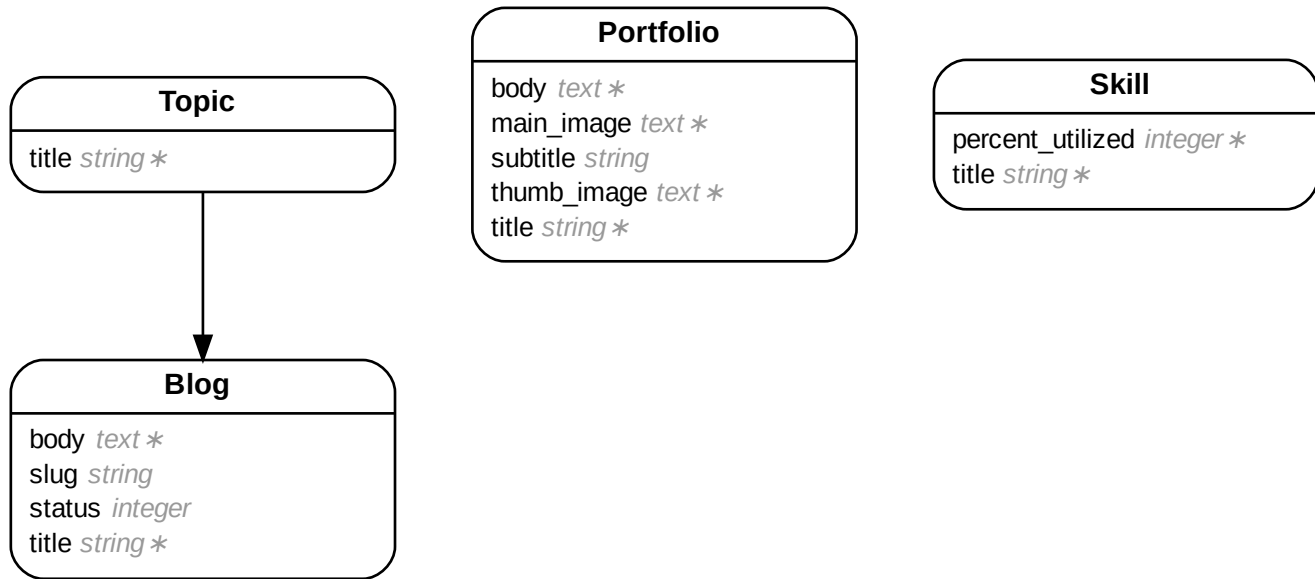 Topic
title string ∗
Blog
body text ∗
slug string
status integer
title string ∗
Portfolio
body text ∗
main_image text ∗
subtitle string
thumb_image text ∗
title string ∗
Skill
percent_utilized integer ∗
title string ∗